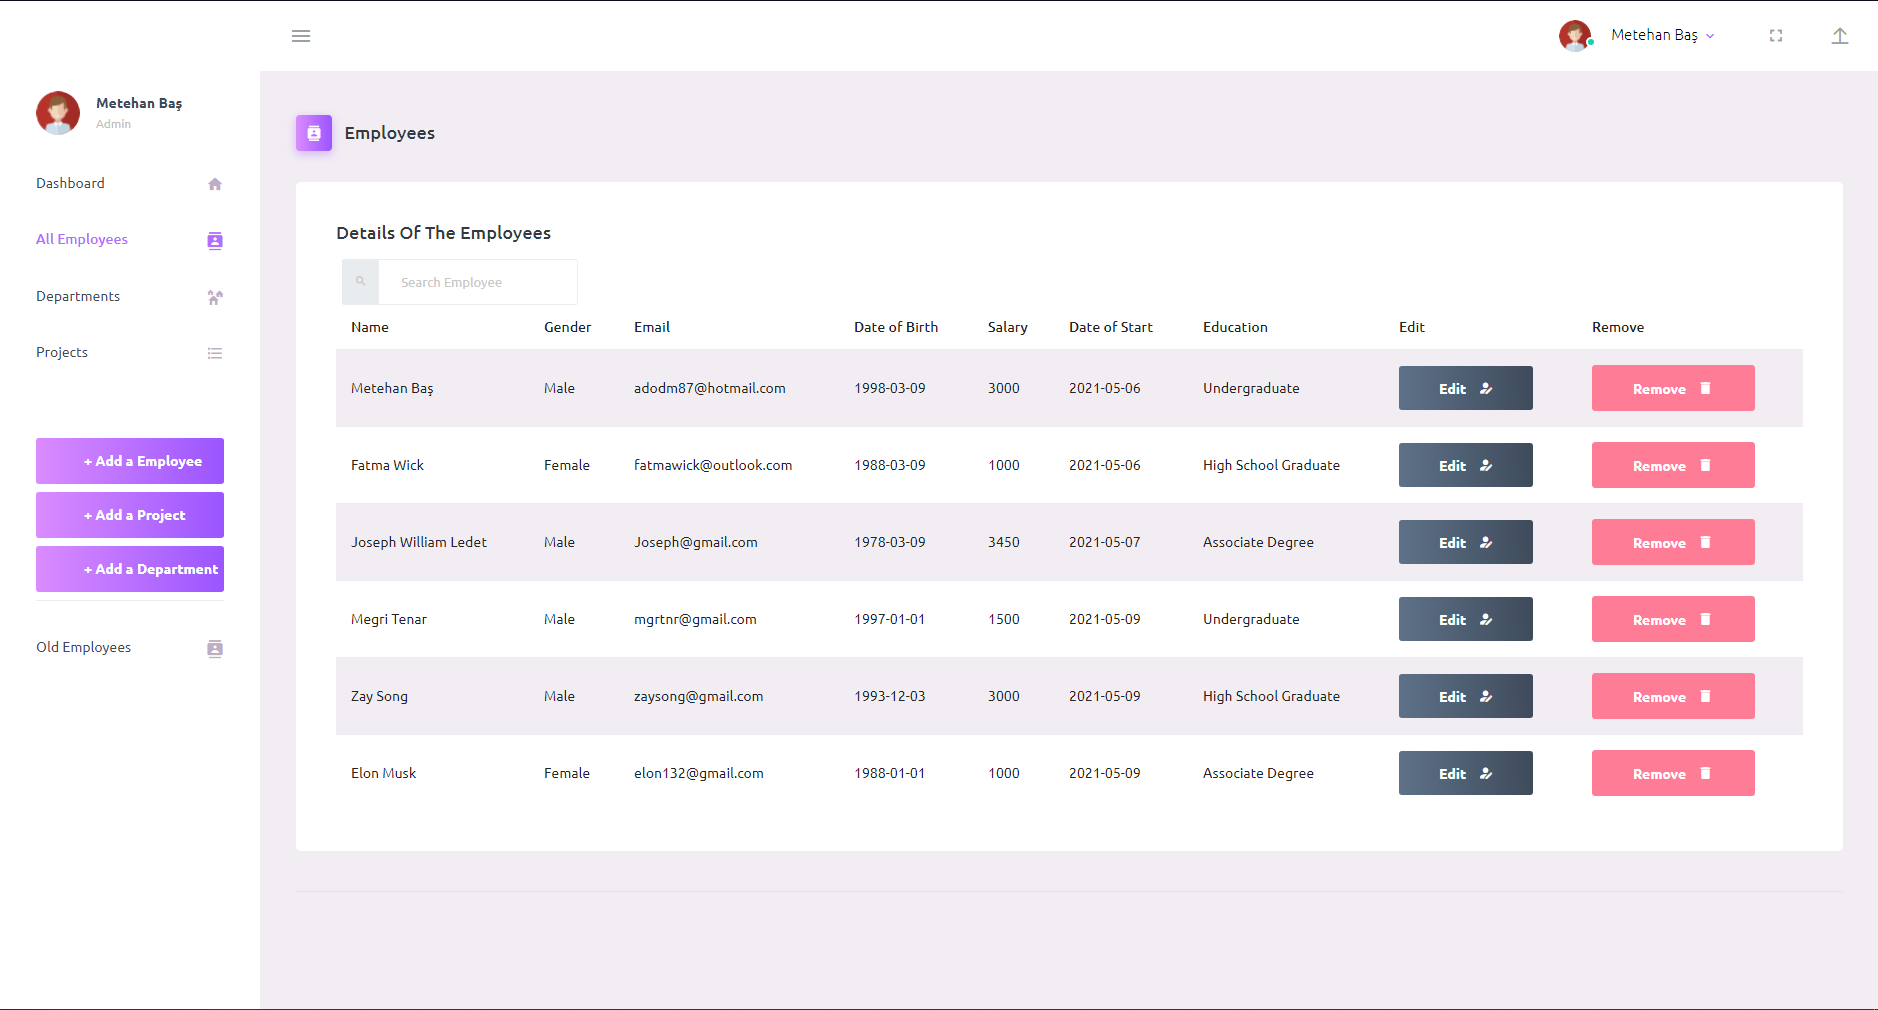 Metehan Baş
Metehan Baş
Admin
Dashboard
All Employees
Departments
Projects
+ Add a Employee
+ Add a Project
+ Add a Department
Old Employees
Employees
Details Of The Employees
Search Employee
Name Gender Email Date of Birth Salary Date of Start Education Edit Remove
Metehan Baş Male adodm87@hotmail.com 1998-03-09 3000 2021-05-06 Undergraduate Edit Remove
Fatma Wick Female fatmawick@outlook.com 1988-03-09 1000 2021-05-06 High School Graduate Edit Remove
Joseph William Ledet Male Joseph@gmail.com 1978-03-09 3450 2021-05-07 Associate Degree Edit Remove
Megri Tenar Male mgrtnr@gmail.com 1997-01-01 1500 2021-05-09 Undergraduate Edit Remove
Zay Song Male zaysong@gmail.com 1993-12-03 3000 2021-05-09 High School Graduate Edit Remove
Elon Musk Female elon132@gmail.com 1988-01-01 1000 2021-05-09 Associate Degree Edit Remove